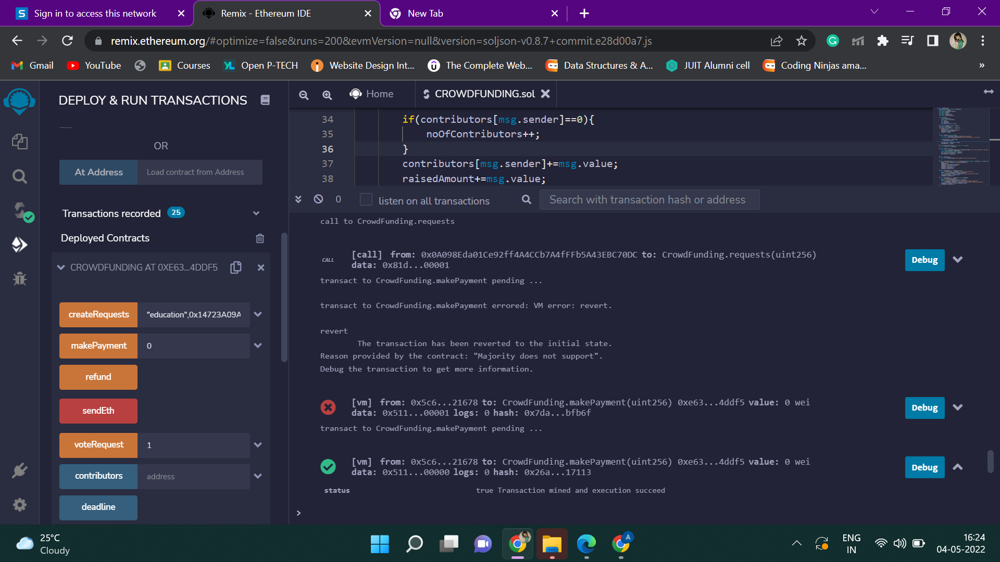 Sign in to access this network
Remix - Ethereum IDE
New Tab
remix.ethereum.org/#optimize=false&runs=200&evmVersion=null&version=soljson-v0.8.7+commit.e28d00a7.js
Gmail
YouTube
Courses
Open P-TECH
Website Design Int...
The Complete Web...
Data Structures & A...
JUIT Alumni cell
Coding Ninjas ama...
»
DEPLOY & RUN TRANSACTIONS
OR
At Address
Load contract from Address
Transactions recorded 25
Deployed Contracts
CROWDFUNDING AT 0XE63...4DDF5
createRequests
"education",0x14723A09A
makePayment
0
refund
sendEth
voteRequest
1
contributors
address
deadline
Home
CROWDFUNDING.sol
34 if(contributors[msg.sender]==0){
35 noOfContributors++;
36 }
37 contributors[msg.sender]+=msg.value;
38 raisedAmount+=msg.value;
0
listen on all transactions
Search with transaction hash or address
call to CrowdFunding.requests
CALL
[call] from: 0x0A098Eda01Ce92ff4A4CCb7A4fFFb5A43EBC70DC to: CrowdFunding.requests(uint256)
data: 0x81d...00001
Debug
transact to CrowdFunding.makePayment pending ...
transact to CrowdFunding.makePayment errored: VM error: revert.
revert
The transaction has been reverted to the initial state.
Reason provided by the contract: "Majority does not support".
Debug the transaction to get more information.
[vm] from: 0x5c6...21678 to: CrowdFunding.makePayment(uint256) 0xe63...4ddf5 value: 0 wei
data: 0x511...00001 logs: 0 hash: 0x7da...bfb6f
Debug
transact to CrowdFunding.makePayment pending ...
[vm] from: 0x5c6...21678 to: CrowdFunding.makePayment(uint256) 0xe63...4ddf5 value: 0 wei
data: 0x511...00000 logs: 0 hash: 0x26a...17113
Debug
status true Transaction mined and execution succeed
>
25°C
Cloudy
ENG
IN
16:24
04-05-2022